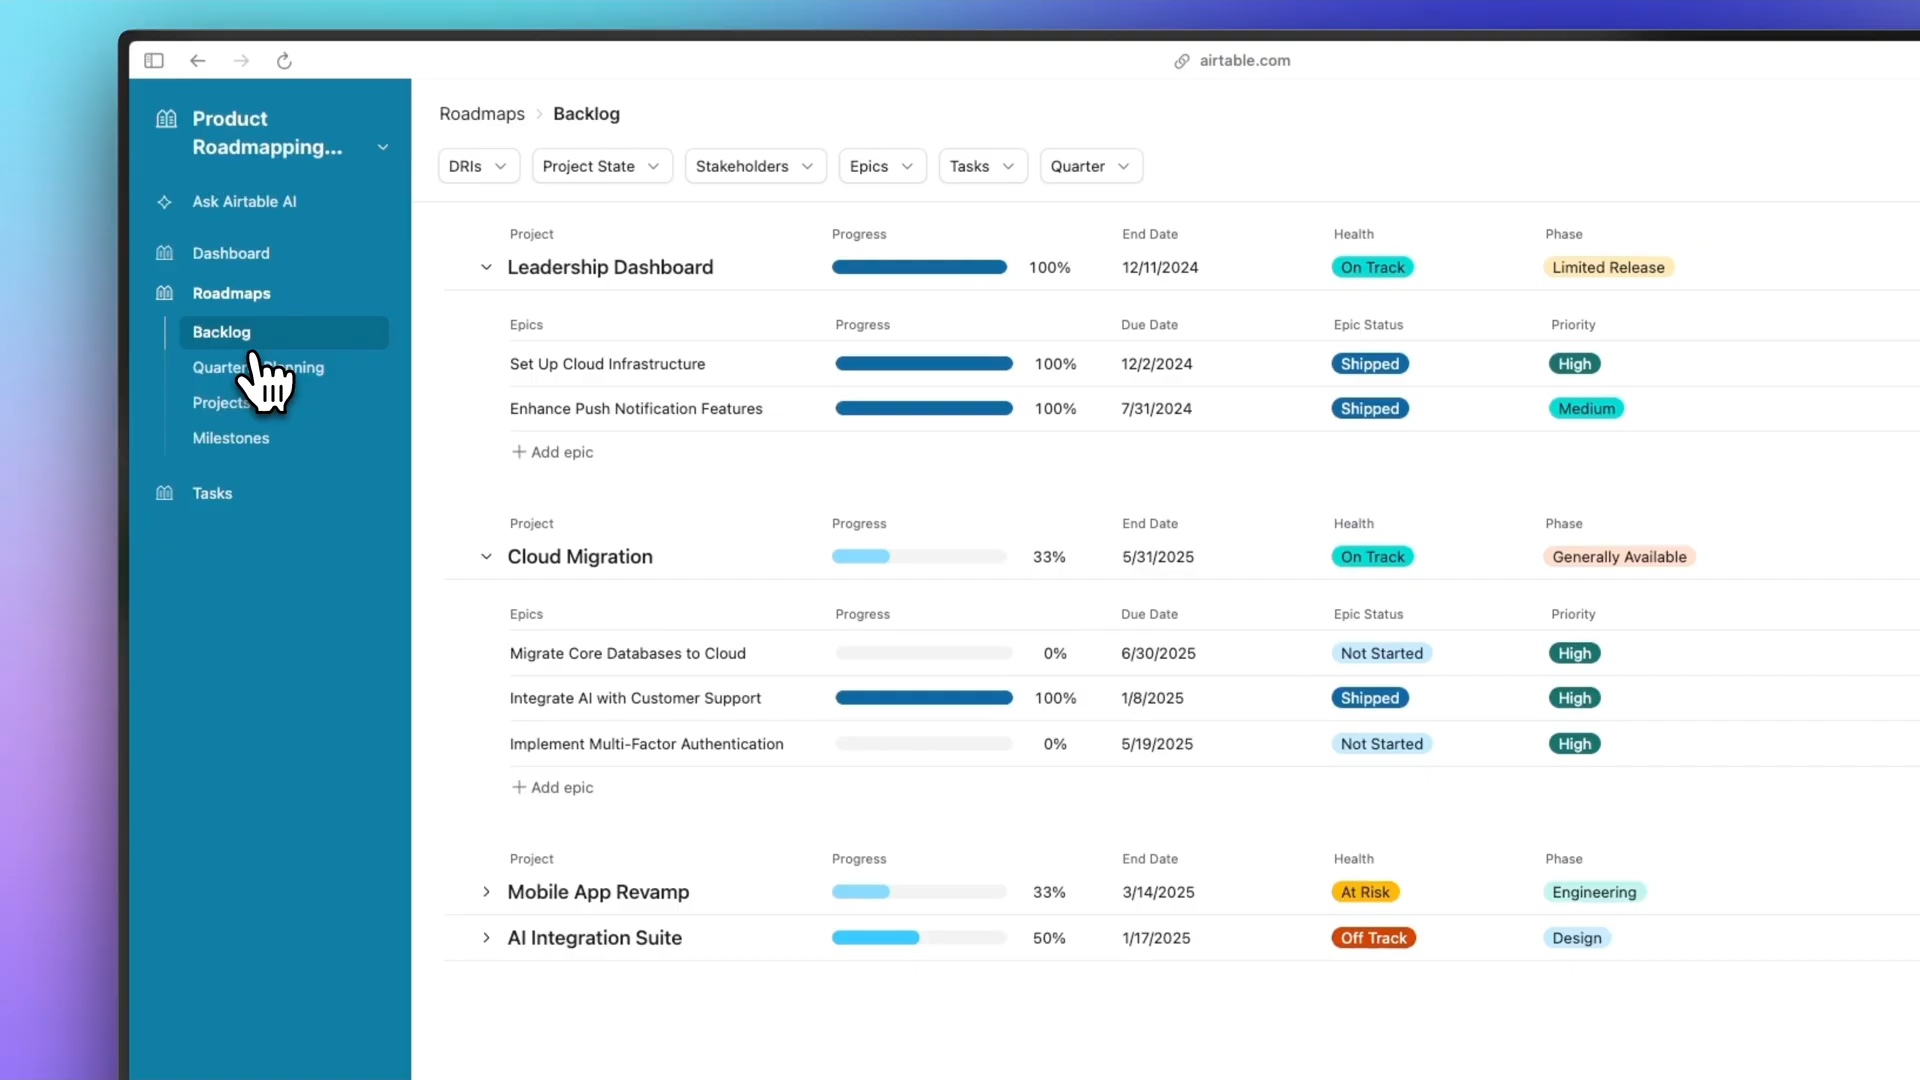 airtable.com
Product
Roadmapping...
Ask Airtable AI
Dashboard
Roadmaps
Backlog
Projects
Milestones
Tasks
Roadmaps > Backlog
DRIs Project State Stakeholders Epics Tasks Quarter
Project Progress End Date Health Phase
Leadership Dashboard 100% 12/11/2024 On Track Limited Release
Epics Progress Due Date Epic Status Priority
Set Up Cloud Infrastructure 100% 12/2/2024 Shipped High
Enhance Push Notification Features 100% 7/31/2024 Shipped Medium
+ Add epic
Project Progress End Date Health Phase
Cloud Migration 33% 5/31/2025 On Track Generally Available
Epics Progress Due Date Epic Status Priority
Migrate Core Databases to Cloud 0% 6/30/2025 Not Started High
Integrate AI with Customer Support 100% 1/8/2025 Shipped High
Implement Multi-Factor Authentication 0% 5/19/2025 Not Started High
+ Add epic
Project Progress End Date Health Phase
Mobile App Revamp 33% 3/14/2025 At Risk Engineering
AI Integration Suite 50% 1/17/2025 Off Track Design